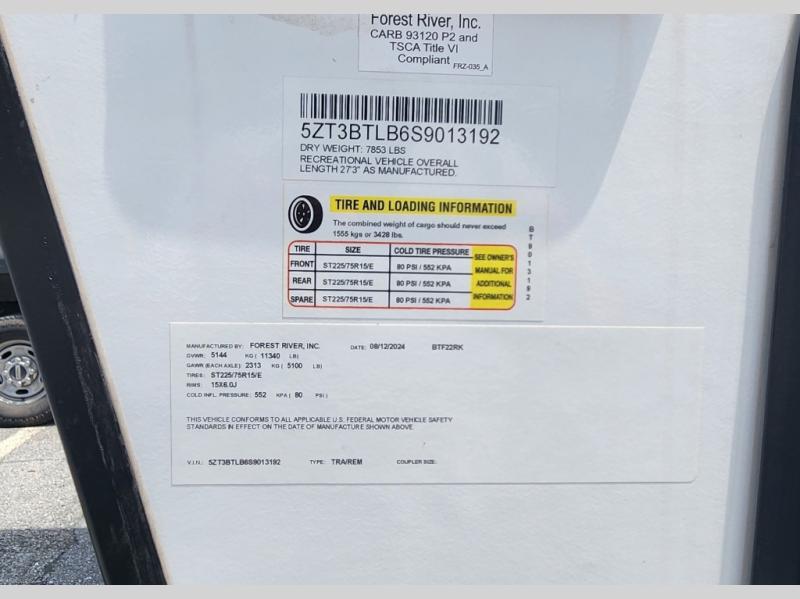 Forest River, Inc.
CARB 93120 P2 and
TSCA Title VI
Compliant
FRZ-035_A
5ZT3BTLB6S9013192
DRY WEIGHT: 7853 LBS
RECREATIONAL VEHICLE OVERALL
LENGTH 27'3" AS MANUFACTURED.
TIRE AND LOADING INFORMATION
The combined weight of cargo should never exceed
1555 kgs or 3428 lbs.
TIRE SIZE COLD TIRE PRESSURE SEE OWNER'S MANUAL FOR ADDITIONAL INFORMATION
FRONT ST225/75R15/E 80 PSI / 552 KPA
REAR ST225/75R15/E 80 PSI / 552 KPA
SPARE ST225/75R15/E 80 PSI / 552 KPA
BT9013192
MANUFACTURED BY: FOREST RIVER, INC. DATE: 08/12/2024 BTF22RK
GVWR: 5144 KG ( 11340 LB)
GAWR (EACH AXLE): 2313 KG ( 5100 LB)
TIRES: ST225/75R15/E
RIMS: 15X6.0J
COLD INFL. PRESSURE: 552 KPA ( 80 PSI )
THIS VEHICLE CONFORMS TO ALL APPLICABLE U.S. FEDERAL MOTOR VEHICLE SAFETY
STANDARDS IN EFFECT ON THE DATE OF MANUFACTURE SHOWN ABOVE.
V.I.N.: 5ZT3BTLB6S9013192 TYPE: TRA/REM COUPLER SIZE: